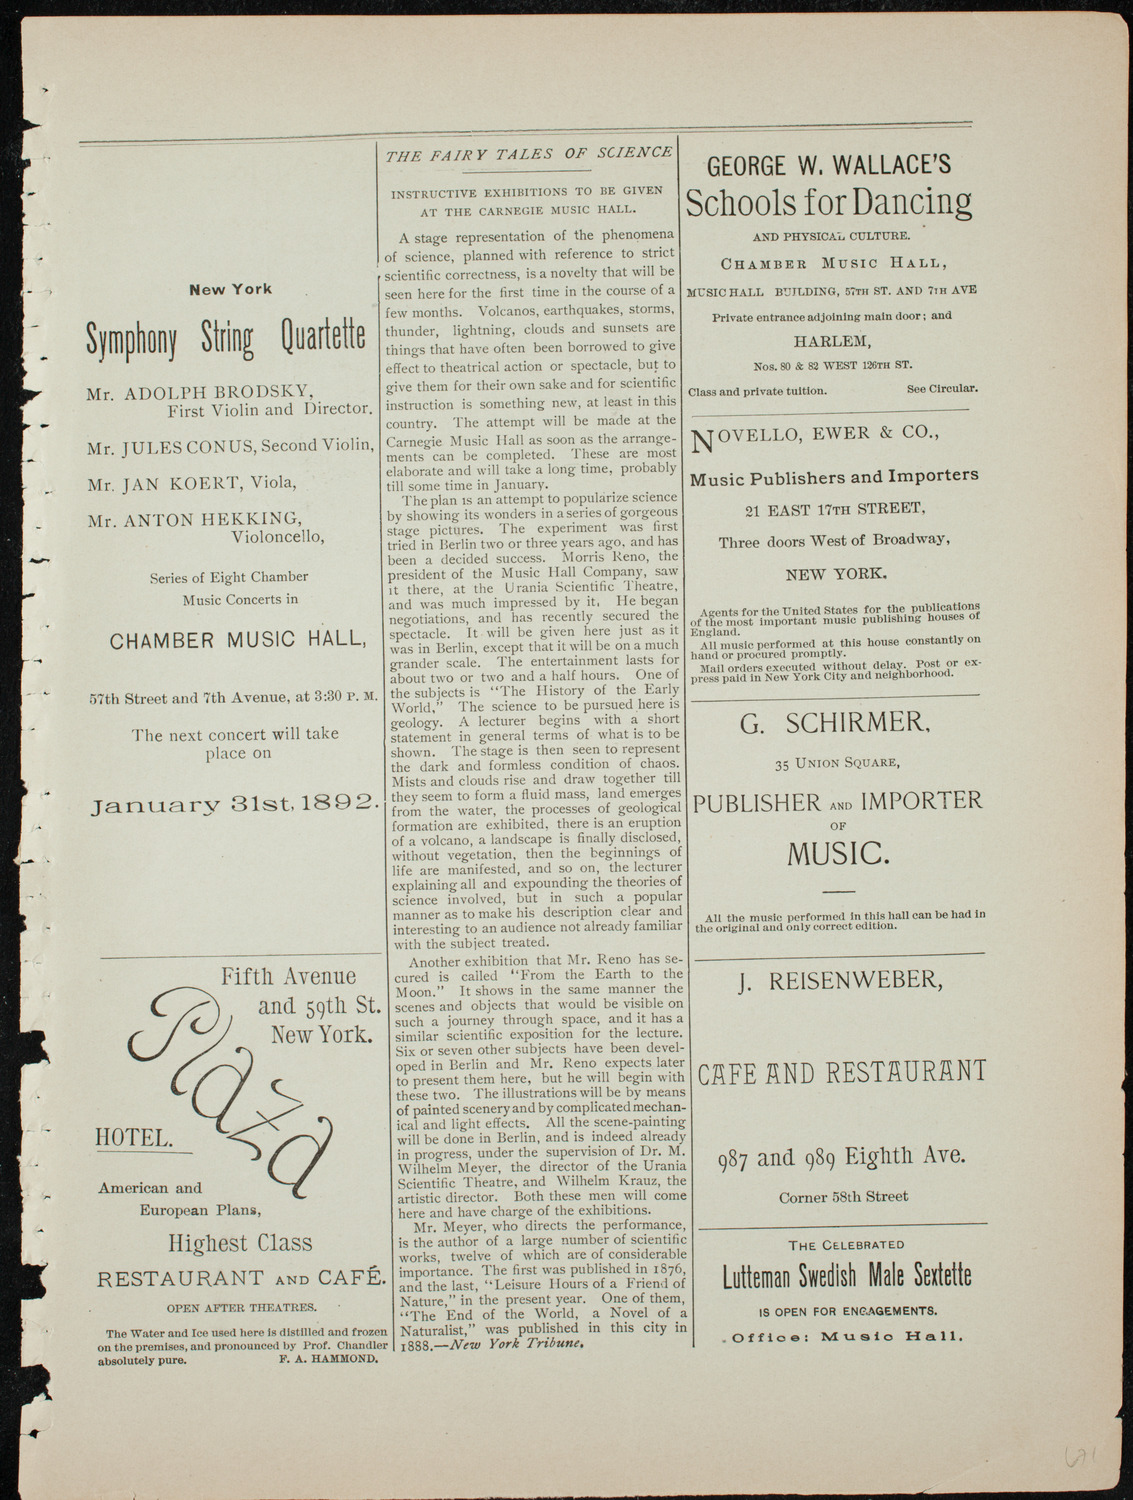 New York
Symphony String Quartette
Mr. ADOLPH BRODSKY,
First Violin and Director.
Mr. JULES CONUS, Second Violin,
Mr. JAN KOERT, Viola,
Mr. ANTON HEKKING,
Violoncello,
Series of Eight Chamber
Music Concerts in
CHAMBER MUSIC HALL,
57th Street and 7th Avenue, at 3:30 P. M.
The next concert will take
place on
January 31st, 1892.
Fifth Avenue
and 59th St.
New York.
Plaza
HOTEL.
American and
European Plans,
Highest Class
RESTAURANT AND CAFÉ.
OPEN AFTER THEATRES.
The Water and Ice used here is distilled and frozen
on the premises, and pronounced by Prof. Chandler
absolutely pure. F. A. HAMMOND.
THE FAIRY TALES OF SCIENCE
INSTRUCTIVE EXHIBITIONS TO BE GIVEN
AT THE CARNEGIE MUSIC HALL.
A stage representation of the phenomena
of science, planned with reference to strict
scientific correctness, is a novelty that will be
seen here for the first time in the course of a
few months. Volcanos, earthquakes, storms,
thunder, lightning, clouds and sunsets are
things that have often been borrowed to give
effect to theatrical action or spectacle, but to
give them for their own sake and for scientific
instruction is something new, at least in this
country. The attempt will be made at the
Carnegie Music Hall as soon as the arrange-
ments can be completed. These are most
elaborate and will take a long time, probably
till some time in January.
The plan is an attempt to popularize science
by showing its wonders in a series of gorgeous
stage pictures. The experiment was first
tried in Berlin two or three years ago, and has
been a decided success. Morris Reno, the
president of the Music Hall Company, saw
it there, at the Urania Scientific Theatre,
and was much impressed by it. He began
negotiations, and has recently secured the
spectacle. It will be given here just as it
was in Berlin, except that it will be on a much
grander scale. The entertainment lasts for
about two or two and a half hours. One of
the subjects is "The History of the Early
World," The science to be pursued here is
geology. A lecturer begins with a short
statement in general terms of what is to be
shown. The stage is then seen to represent
the dark and formless condition of chaos.
Mists and clouds rise and draw together till
they seem to form a fluid mass, land emerges
from the water, the processes of geological
formation are exhibited, there is an eruption
of a volcano, a landscape is finally disclosed,
without vegetation, then the beginnings of
life are manifested, and so on, the lecturer
explaining all and expounding the theories of
science involved, but in such a popular
manner as to make his description clear and
interesting to an audience not already familiar
with the subject treated.
Another exhibition that Mr. Reno has se-
cured is called "From the Earth to the
Moon." It shows in the same manner the
scenes and objects that would be visible on
such a journey through space, and it has a
similar scientific exposition for the lecture.
Six or seven other subjects have been devel-
oped in Berlin and Mr. Reno expects later
to present them here, but he will begin with
these two. The illustrations will be by means
of painted scenery and by complicated mechan-
ical and light effects. All the scene-painting
will be done in Berlin, and is indeed already
in progress, under the supervision of Dr. M.
Wilhelm Meyer, the director of the Urania
Scientific Theatre, and Wilhelm Krauz, the
artistic director. Both these men will come
here and have charge of the exhibitions.
Mr. Meyer, who directs the performance,
is the author of a large number of scientific
works, twelve of which are of considerable
importance. The first was published in 1876,
and the last, "Leisure Hours of a Friend of
Nature," in the present year. One of them,
"The End of the World, a Novel of a
Naturalist," was published in this city in
1888.—New York Tribune.
GEORGE W. WALLACE'S
Schools for Dancing
AND PHYSICAL CULTURE.
CHAMBER MUSIC HALL,
MUSIC HALL BUILDING, 57TH ST. AND 7TH AVE
Private entrance adjoining main door; and
HARLEM,
Nos. 80 & 82 WEST 126TH ST.
Class and private tuition. See Circular.
NOVELLO, EWER & CO.,
Music Publishers and Importers
21 EAST 17TH STREET,
Three doors West of Broadway,
NEW YORK.
Agents for the United States for the publications
of the most important music publishing houses of
England.
All music performed at this house constantly on
hand or procured promptly.
Mail orders executed without delay. Post or ex-
press paid in New York City and neighborhood.
G. SCHIRMER,
35 UNION SQUARE,
PUBLISHER AND IMPORTER
OF
MUSIC.
All the music performed in this hall can be had in
the original and only correct edition.
J. REISENWEBER,
CAFE AND RESTAURANT
987 and 989 Eighth Ave.
Corner 58th Street
THE CELEBRATED
Lutteman Swedish Male Sextette
IS OPEN FOR ENGAGEMENTS.
Office: Music Hall.